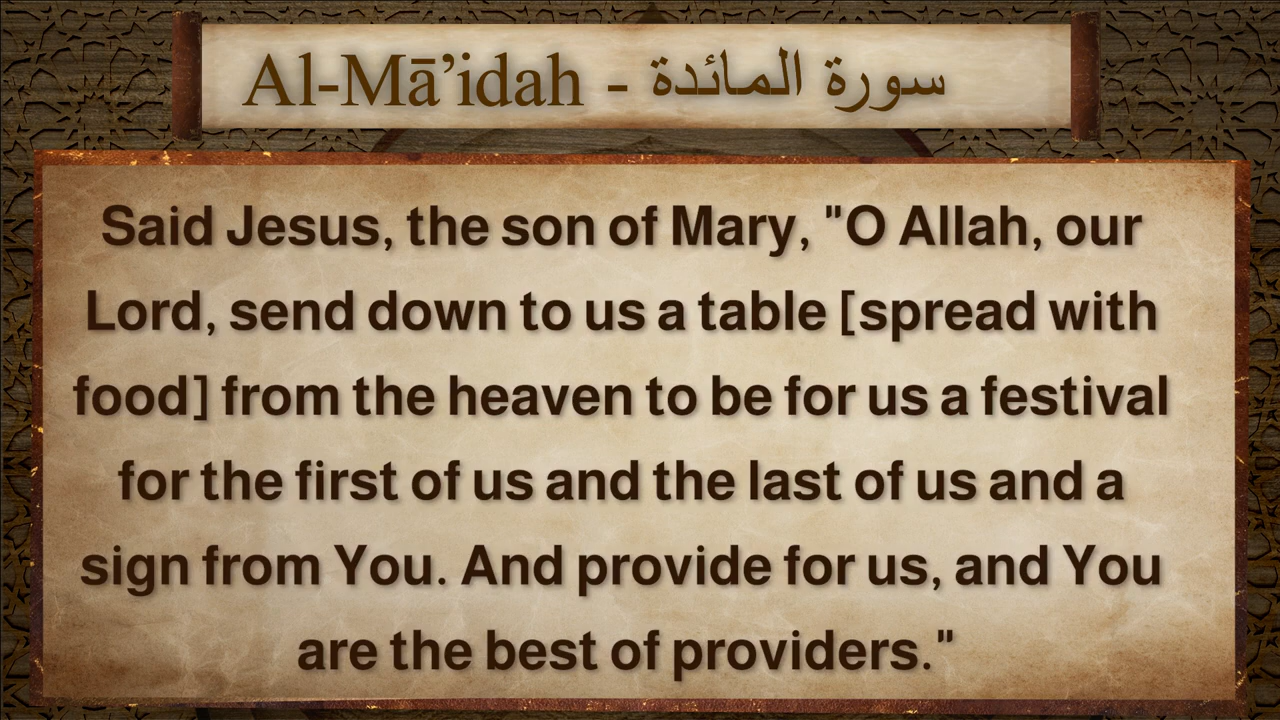 Al-Mā’idah - سورة المائدة
Said Jesus, the son of Mary, "O Allah, our
Lord, send down to us a table [spread with
food] from the heaven to be for us a festival
for the first of us and the last of us and a
sign from You. And provide for us, and You
are the best of providers."